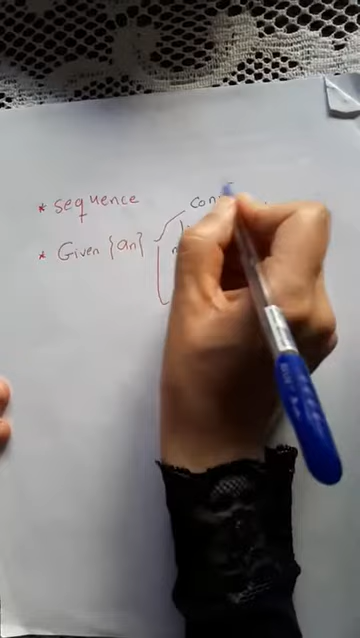 * sequence
* Given {an}